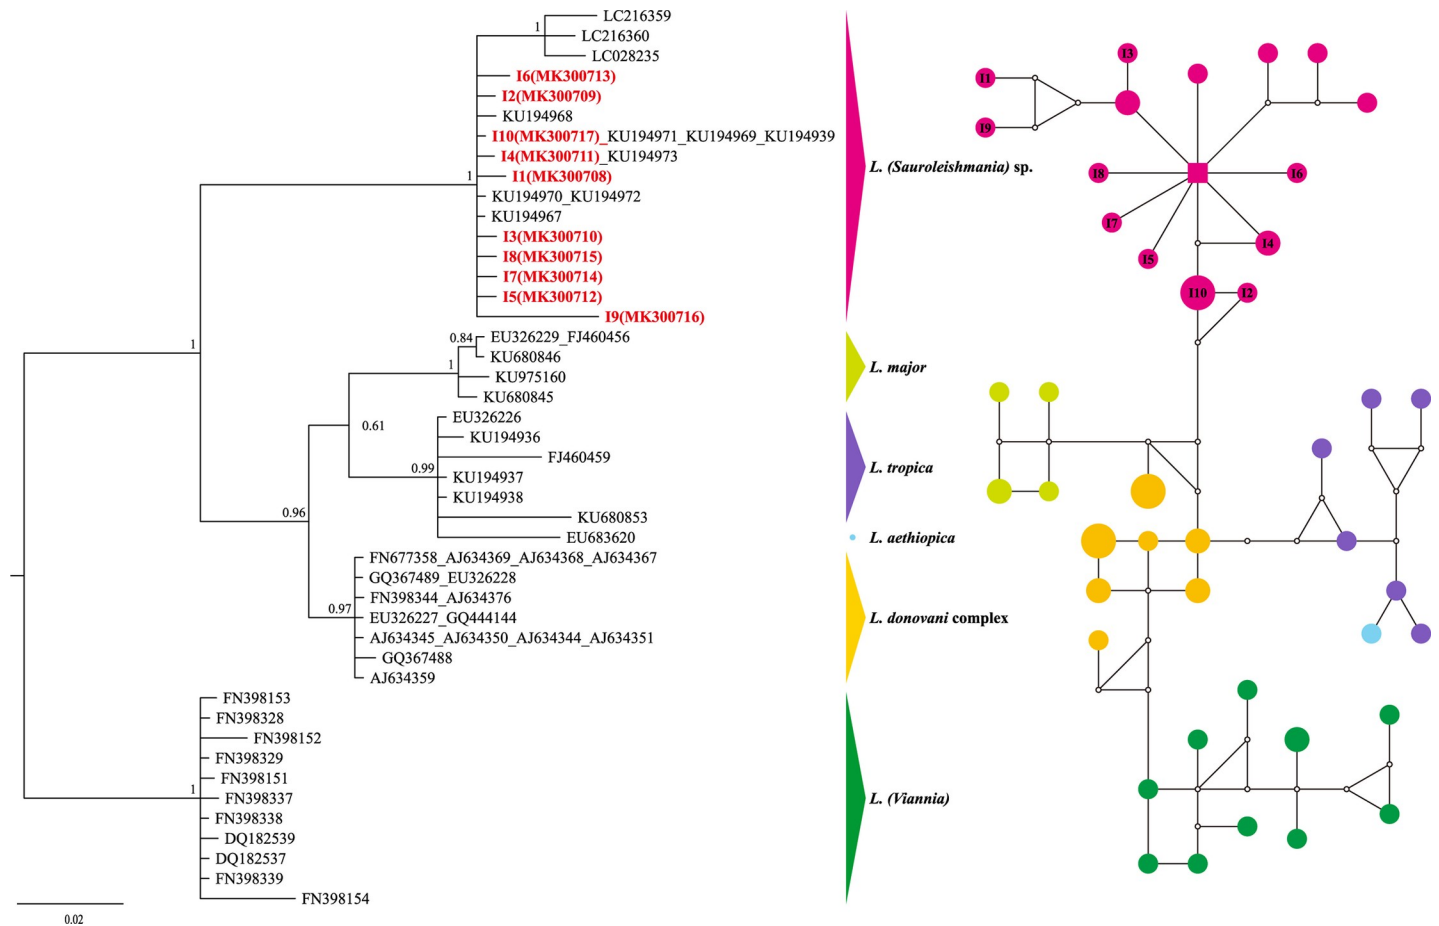 LC216359
1
LC216360
LC028235
I6(MK300713)
I2(MK300709)
KU194968
I10(MK300717)_KU194971_KU194969_KU194939
I4(MK300711)_KU194973
1
I1(MK300708)
KU194970_KU194972
KU194967
I3(MK300710)
I8(MK300715)
I7(MK300714)
I5(MK300712)
I9(MK300716)
0.84
EU326229_FJ460456
1
KU680846
1
KU975160
KU680845
EU326226
0.61
KU194936
FJ460459
0.99
KU194937
KU194938
0.96
KU680853
EU683620
FN677358_AJ634369_AJ634368_AJ634367
GQ367489_EU326228
FN398344_AJ634376
0.97
EU326227_GQ444144
AJ634345_AJ634350_AJ634344_AJ634351
GQ367488
AJ634359
FN398153
FN398328
FN398152
FN398329
FN398151
1
FN398337
FN398338
DQ182539
DQ182537
FN398339
FN398154
0.02
L. (Sauroleishmania) sp.
L. major
L. tropica
L. aethiopica
L. donovani complex
L. (Viannia)
I3
I1
I9
I8
I6
I7
I4
I5
I10
I2